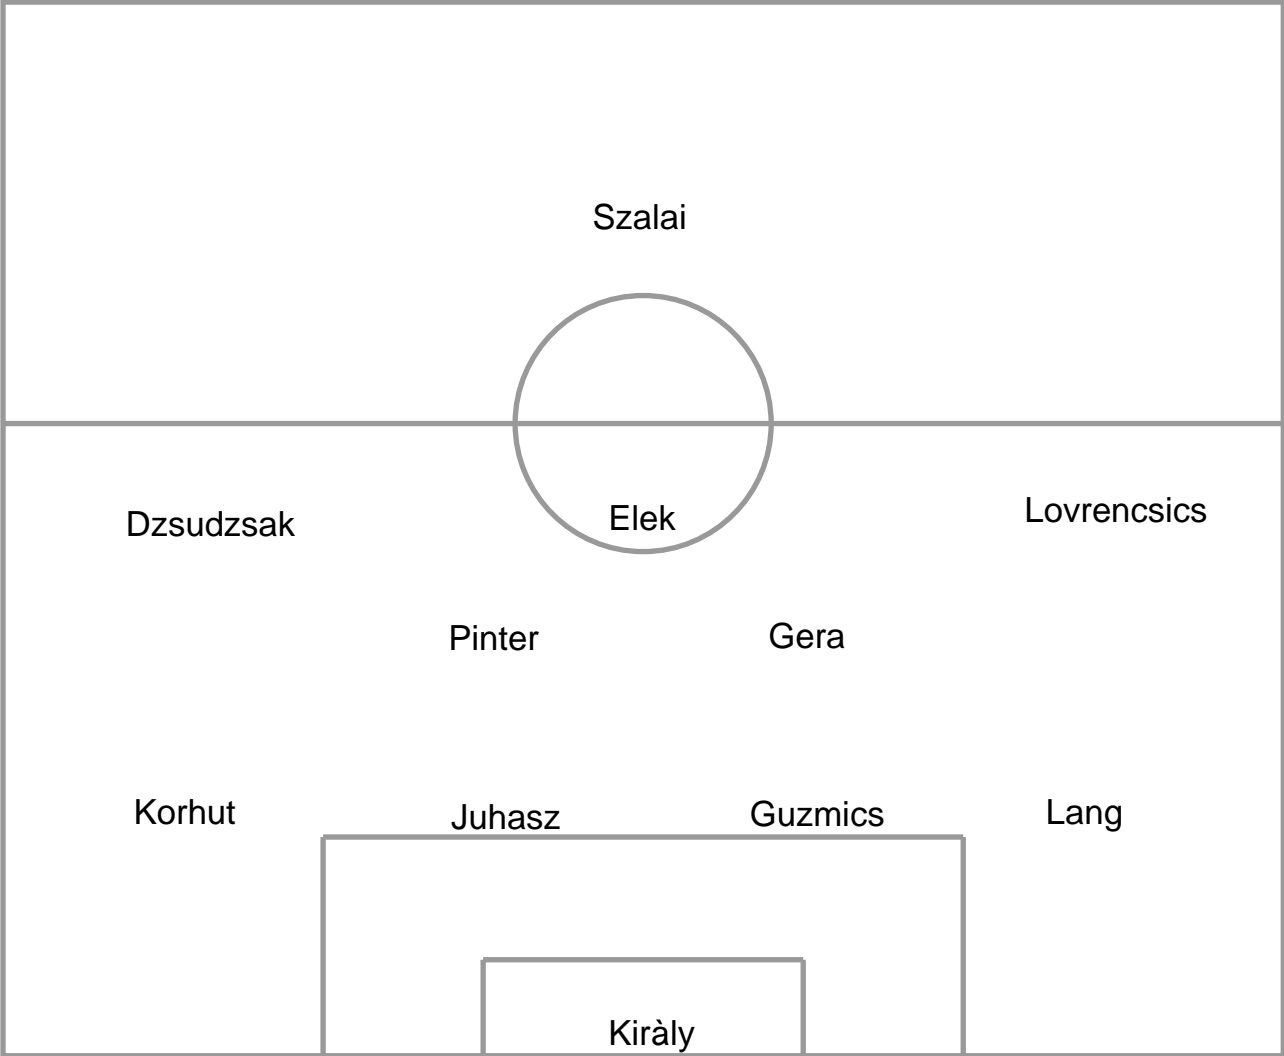 Szalai
Dzsudzsak
Elek
Lovrencsics
Pinter
Gera
Korhut
Juhasz
Guzmics
Lang
Kiràly